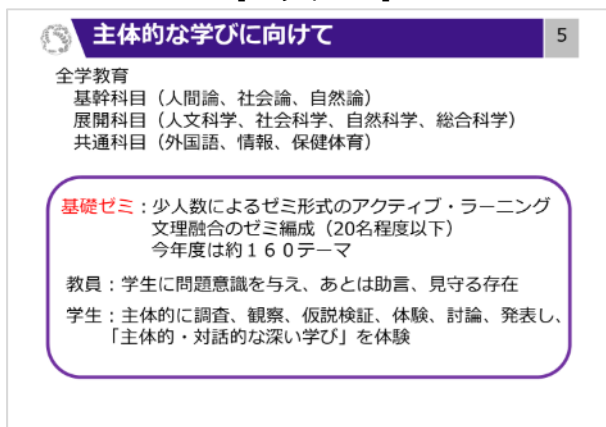 主体的な学びに向けて
5
全学教育
基幹科目（人間論、社会論、自然論）
展開科目（人文科学、社会科学、自然科学、総合科学）
共通科目（外国語、情報、保健体育）
基礎ゼミ：少人数によるゼミ形式のアクティブ・ラーニング
文理融合のゼミ編成（20名程度以下）
今年度は約１６０テーマ
教員：学生に問題意識を与え、あとは助言、見守る存在
学生：主体的に調査、観察、仮説検証、体験、討論、発表し、
「主体的・対話的な深い学び」を体験